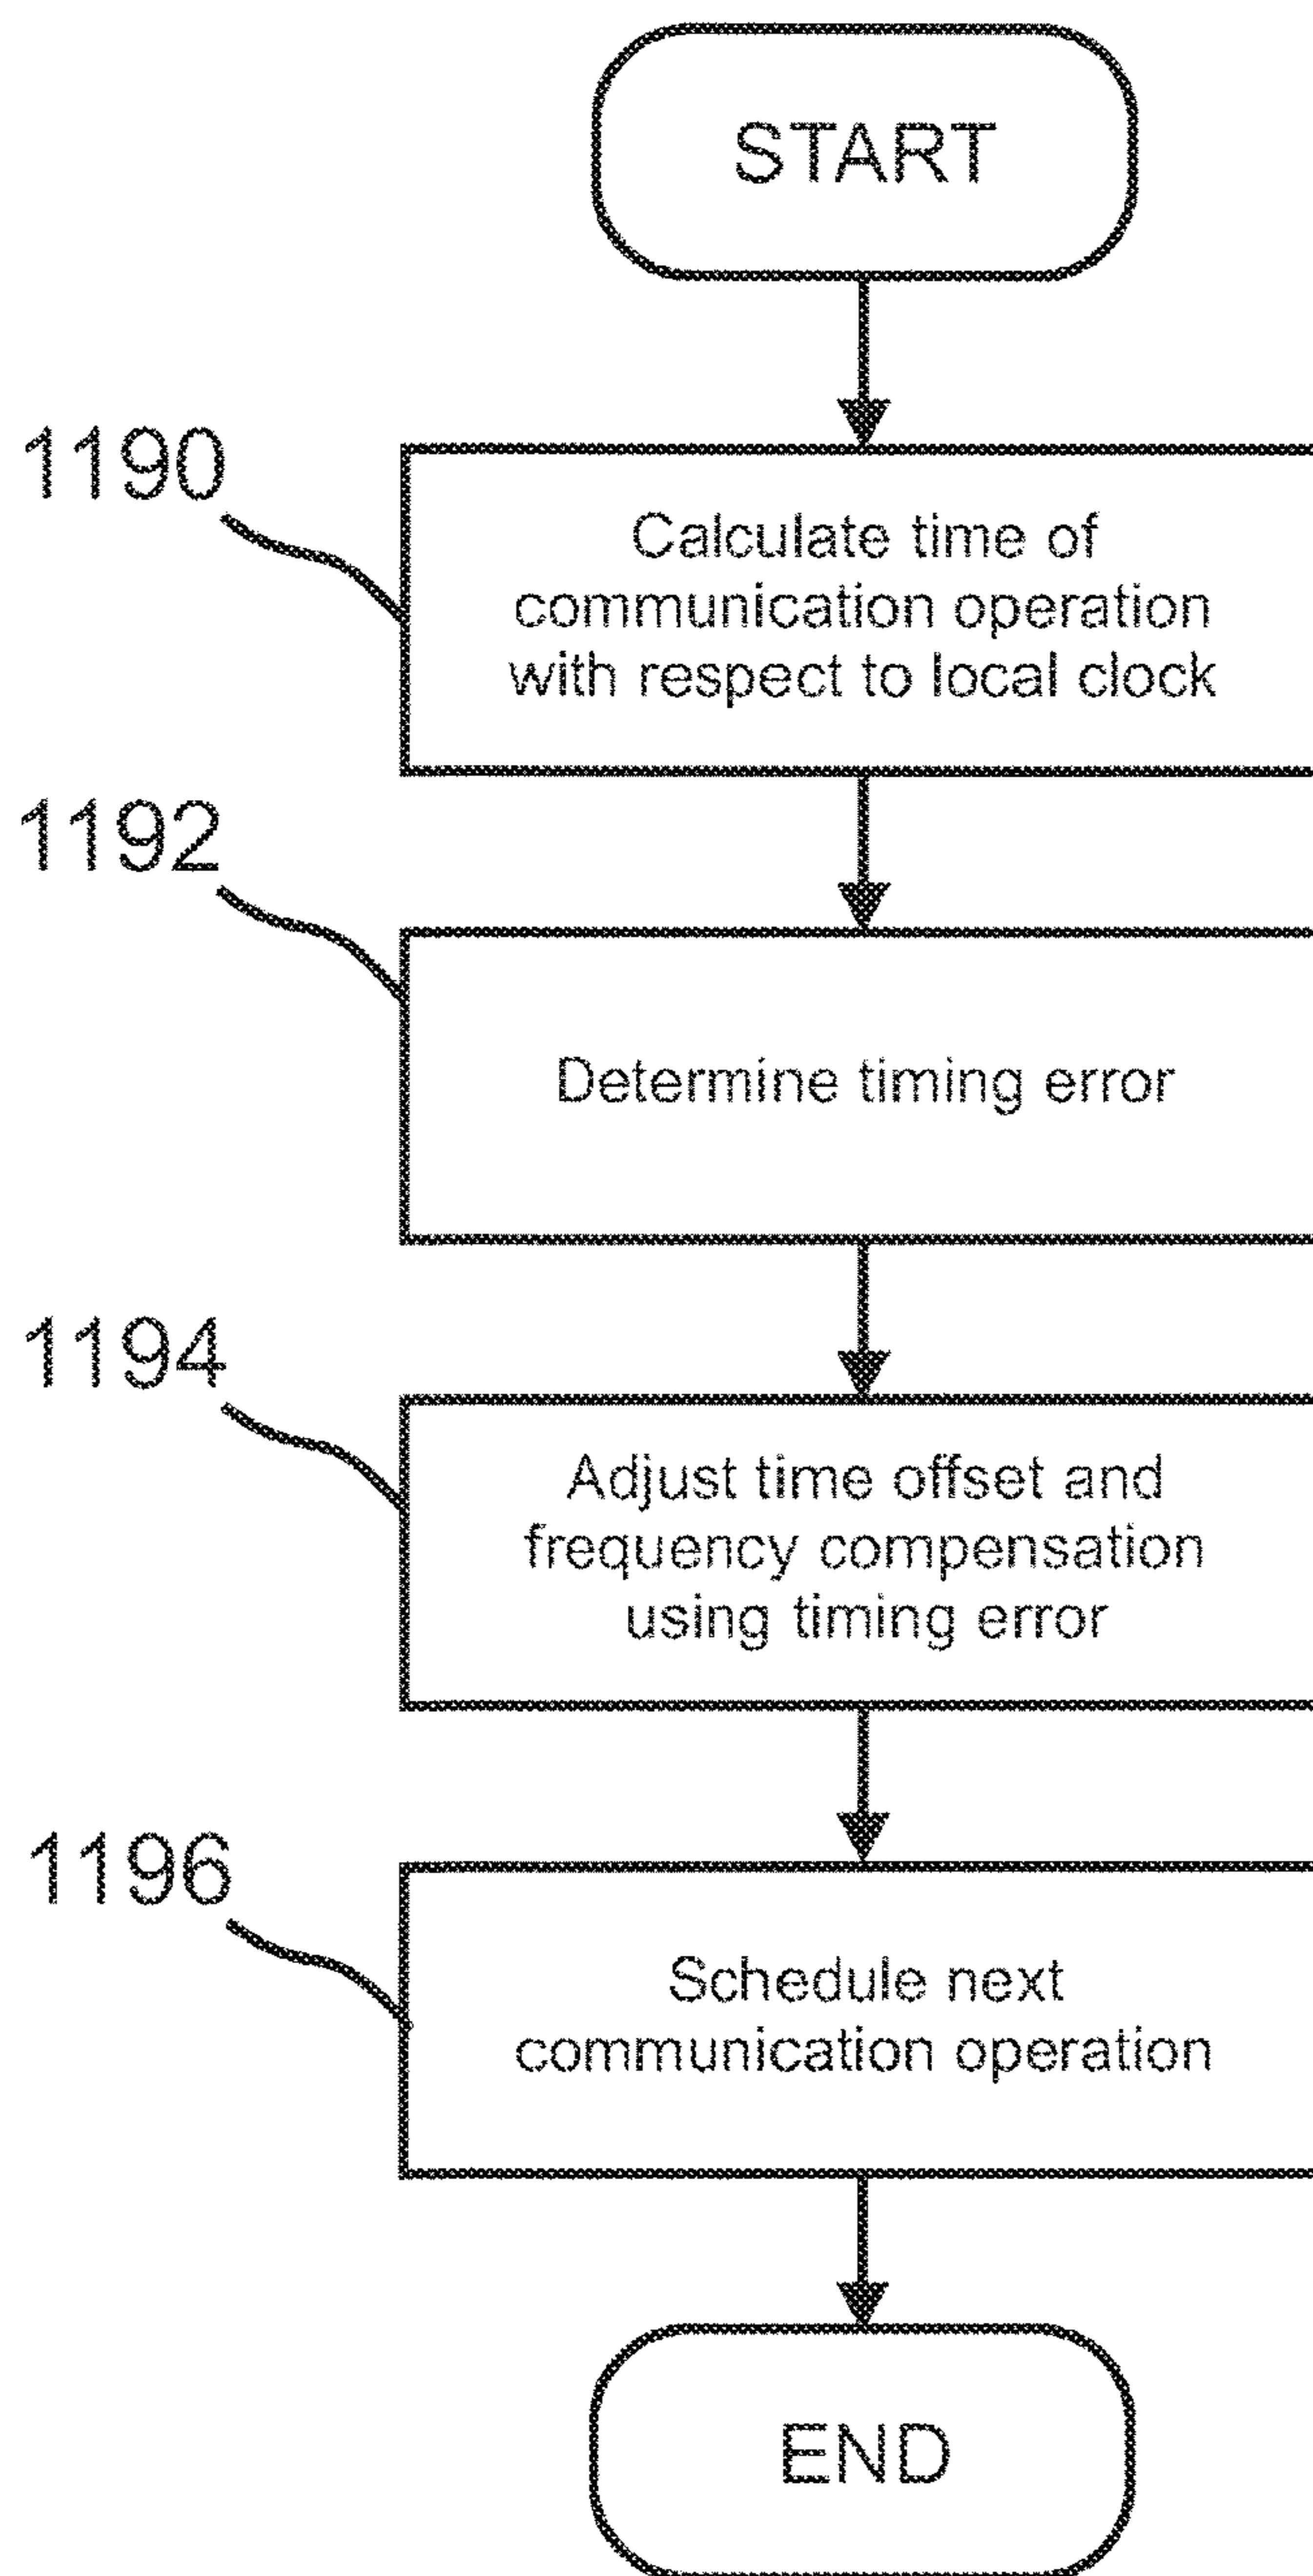 START
1190
Calculate time of
communication operation
with respect to local clock
1192
Determine timing error
1194
Adjust time offset and
frequency compensation
using timing error
1196
Schedule next
communication operation
END